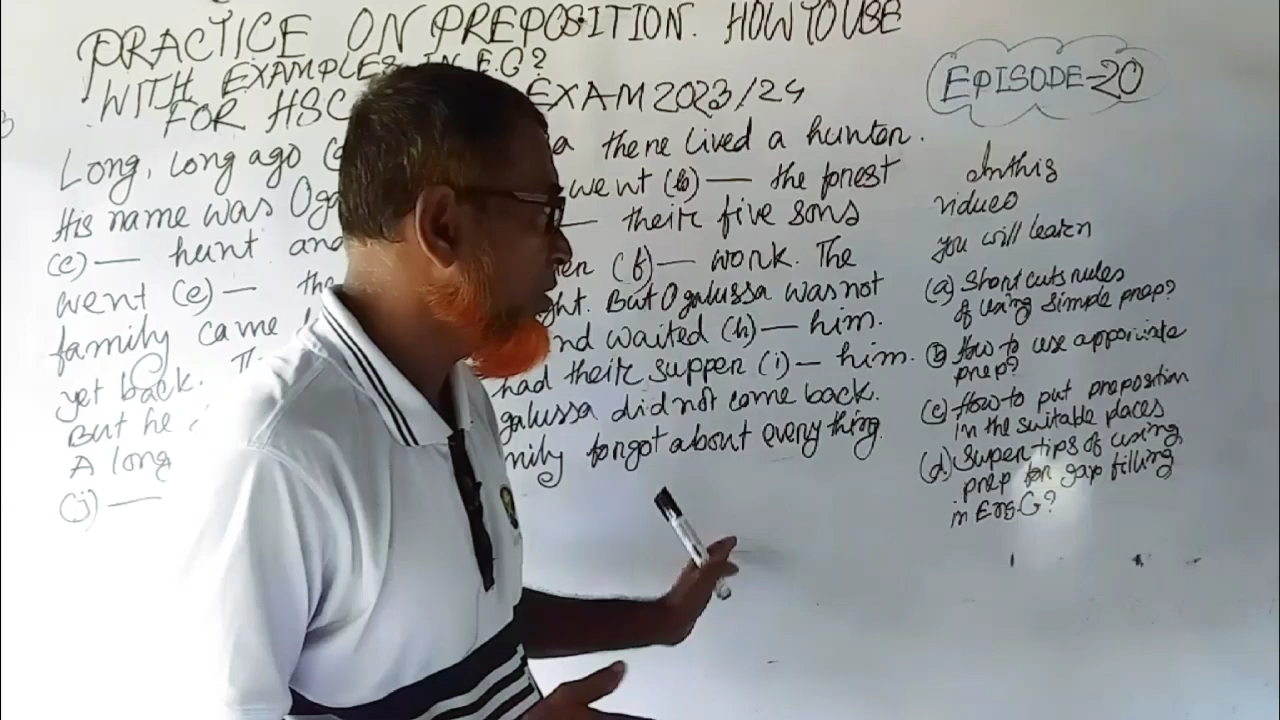 PRACTICE ON PREPOSITION. HOW TO USE
WITH EXAMPLES IN E.G?
FOR HSC EXAM 2023/24
Long, long ago (a there lived a hunter.
His name was Oga went (b) — the forest
(c) — hunt and — their five sons
went (e) — the (f) — work. The
family came ght. But Ogalussa was not
yet back. nd waited (h) — him.
But he had their supper (i) — him.
A long galussa did not come back.
(j) — mily forgot about every thing
EPISODE-20
In this
video
you will learn
(a) Short cuts rules
of using simple prep?
(b) How to use approriate
prep?
(c) How to put preposition
in the suitable places
(d) Super tips of using
prep for gap filling
in Eng.G?